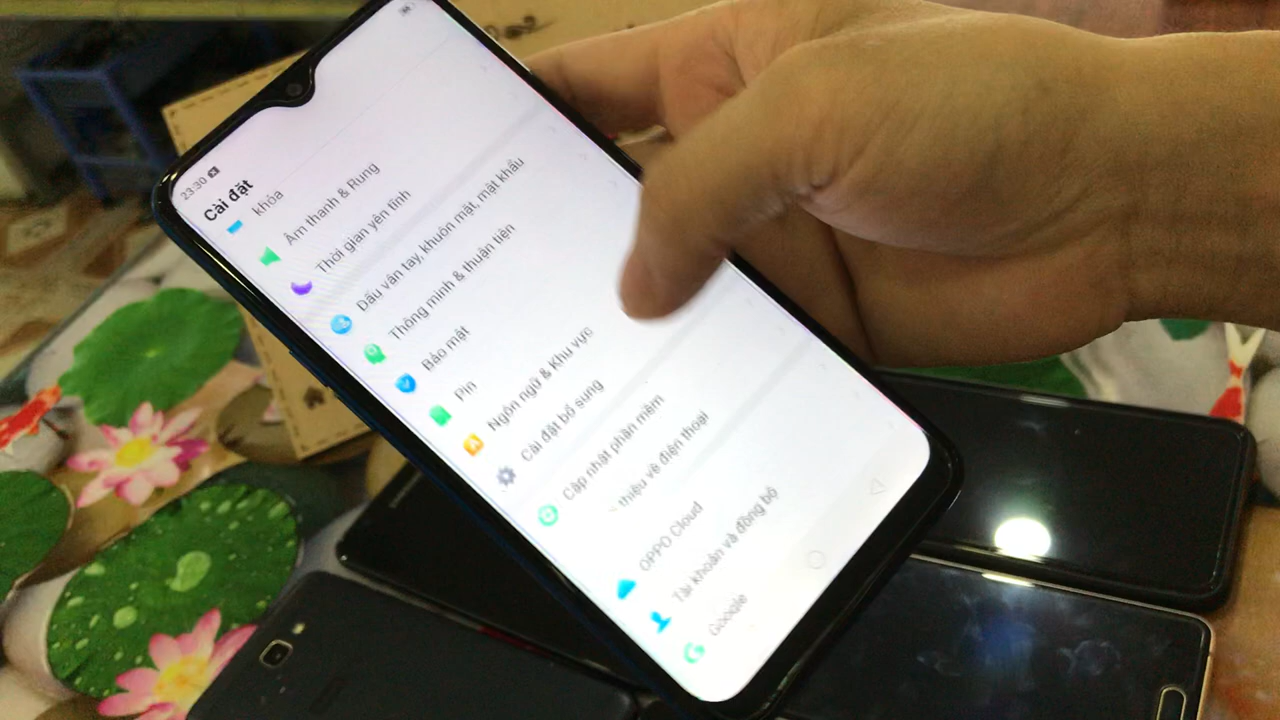 23:30
Cài đặt
khóa
Âm thanh & Rung
Thời gian yên tĩnh
Dấu vân tay, khuôn mặt, mật khẩu
Thông minh & thuận tiện
Bảo mật
Pin
Ngôn ngữ & Khu vực
Cài đặt bổ sung
Cập nhật phần mềm
thiệu về điện thoại
OPPO Cloud
Tài khoản và đồng bộ
Google